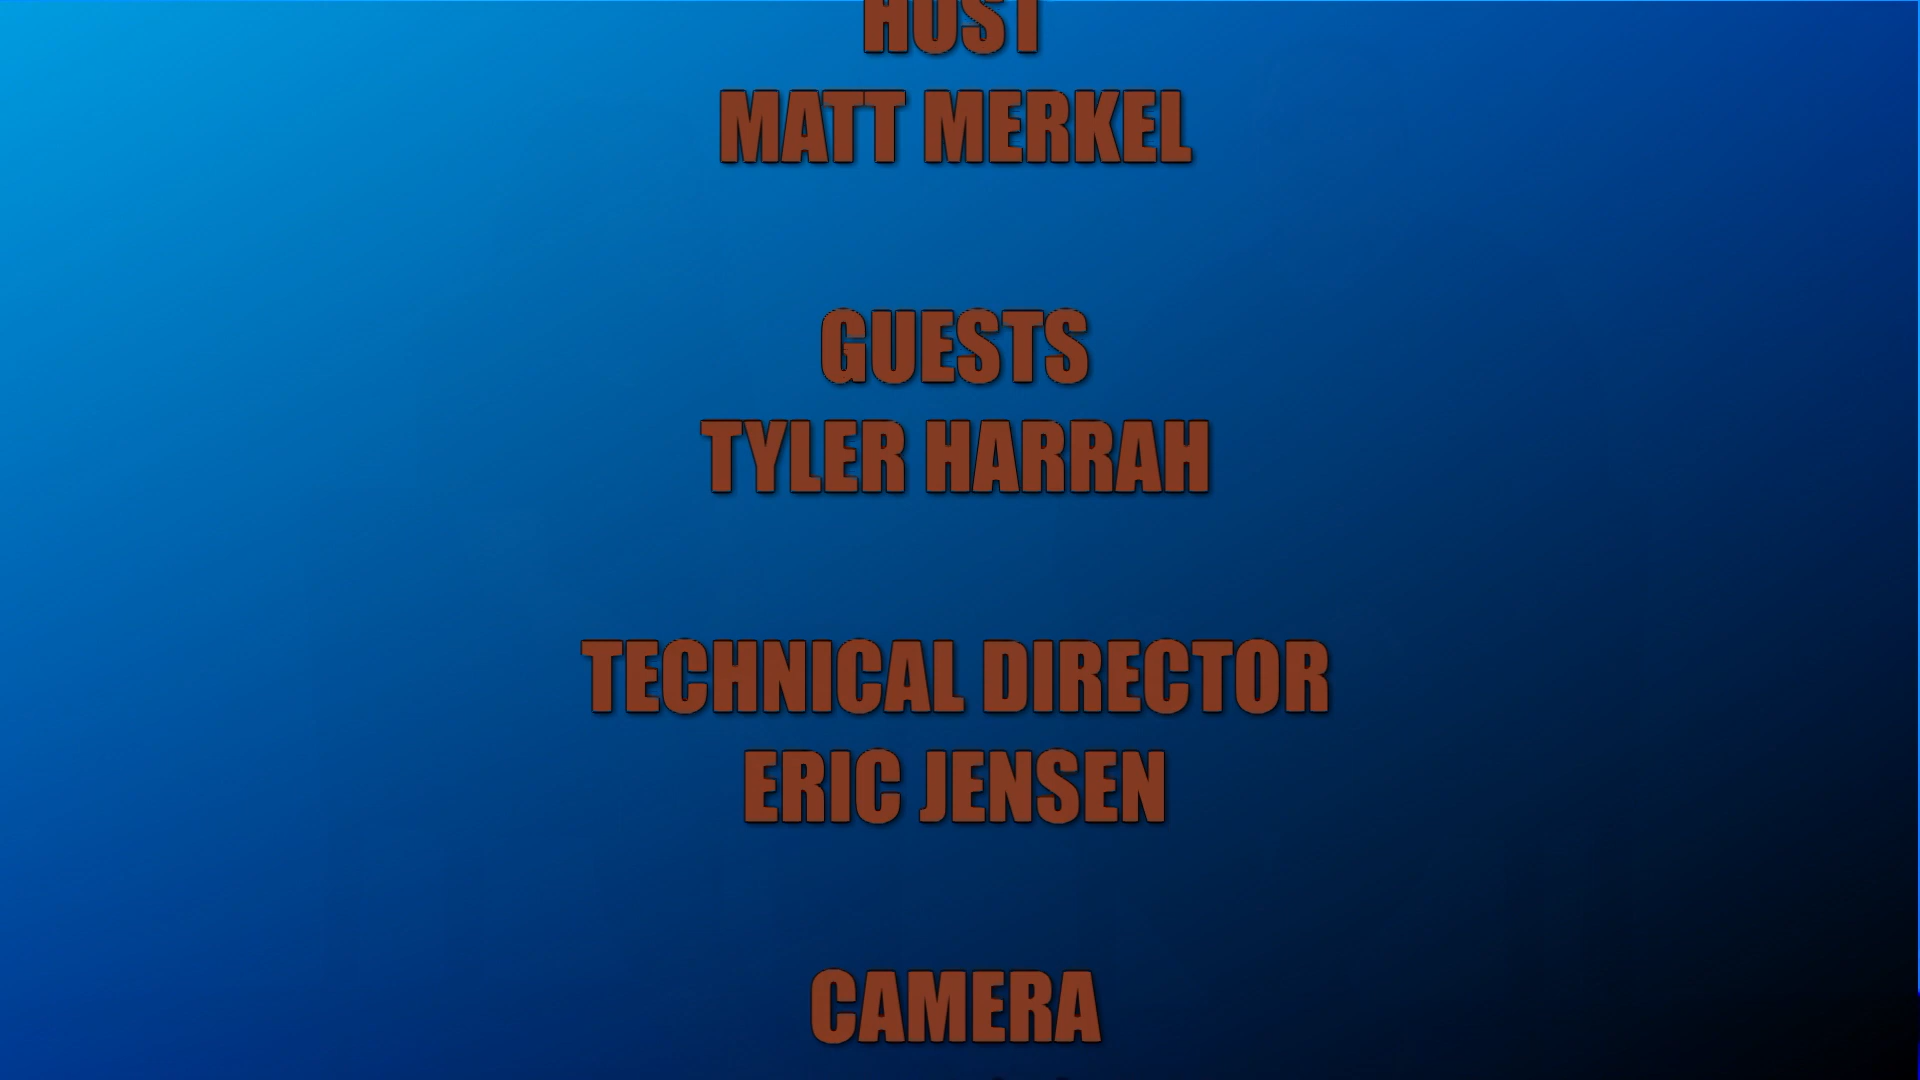 HOST
MATT MERKEL
GUESTS
TYLER HARRAH
TECHNICAL DIRECTOR
ERIC JENSEN
CAMERA